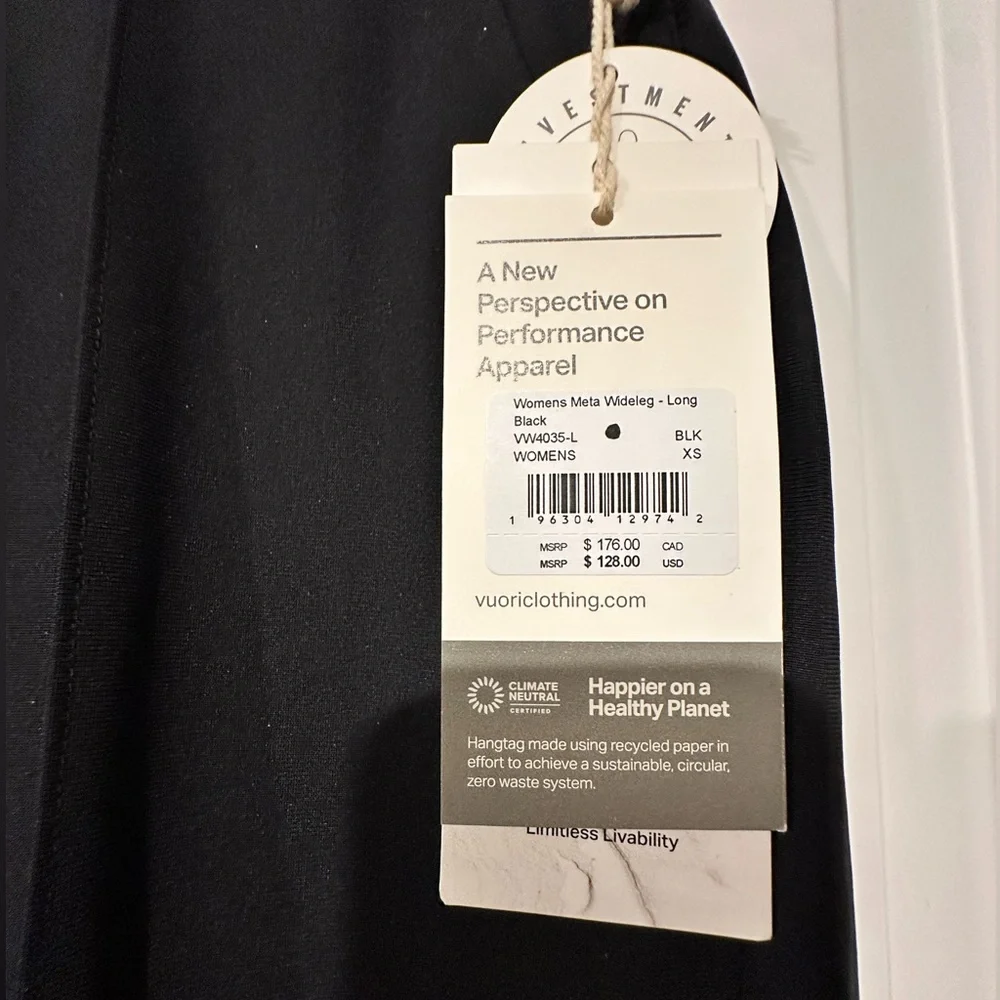 A New
Perspective on
Performance
Apparel
Womens Meta Wideleg - Long
Black
VW4035-L BLK
WOMENS XS
1 96304 12974 2
MSRP $ 176.00 CAD
MSRP $ 128.00 USD
vuoriclothing.com
CLIMATE
NEUTRAL
CERTIFIED
Happier on a
Healthy Planet
Hangtag made using recycled paper in
effort to achieve a sustainable, circular,
zero waste system.
Limitless Livability